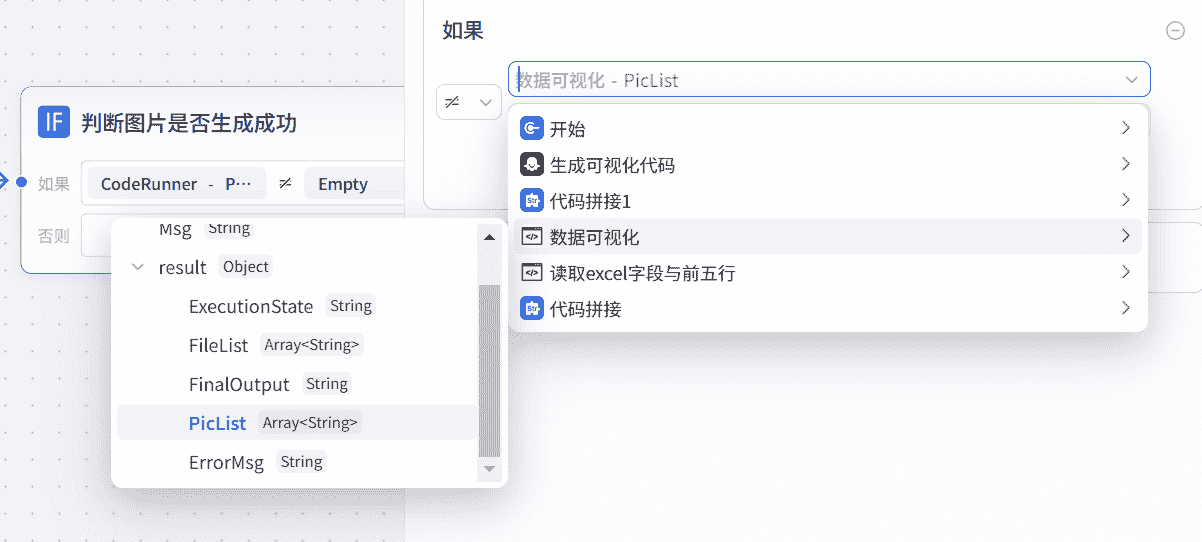 如果
数据可视化 - PicList
≠
IF 判断图片是否生成成功
如果 CodeRunner - P··· ≠ Empty
否则
开始
生成可视化代码
Str 代码拼接1
</> 数据可视化
</> 读取excel字段与前五行
Str 代码拼接
Msg String
result Object
ExecutionState String
FileList Array<String>
FinalOutput String
PicList Array<String>
ErrorMsg String